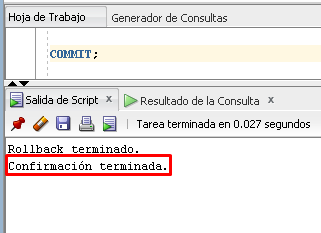 Hoja de Trabajo Generador de Consultas
COMMIT;
Salida de Script x Resultado de la Consulta x
Tarea terminada en 0.027 segundos
Rollback terminado.
Confirmación terminada.